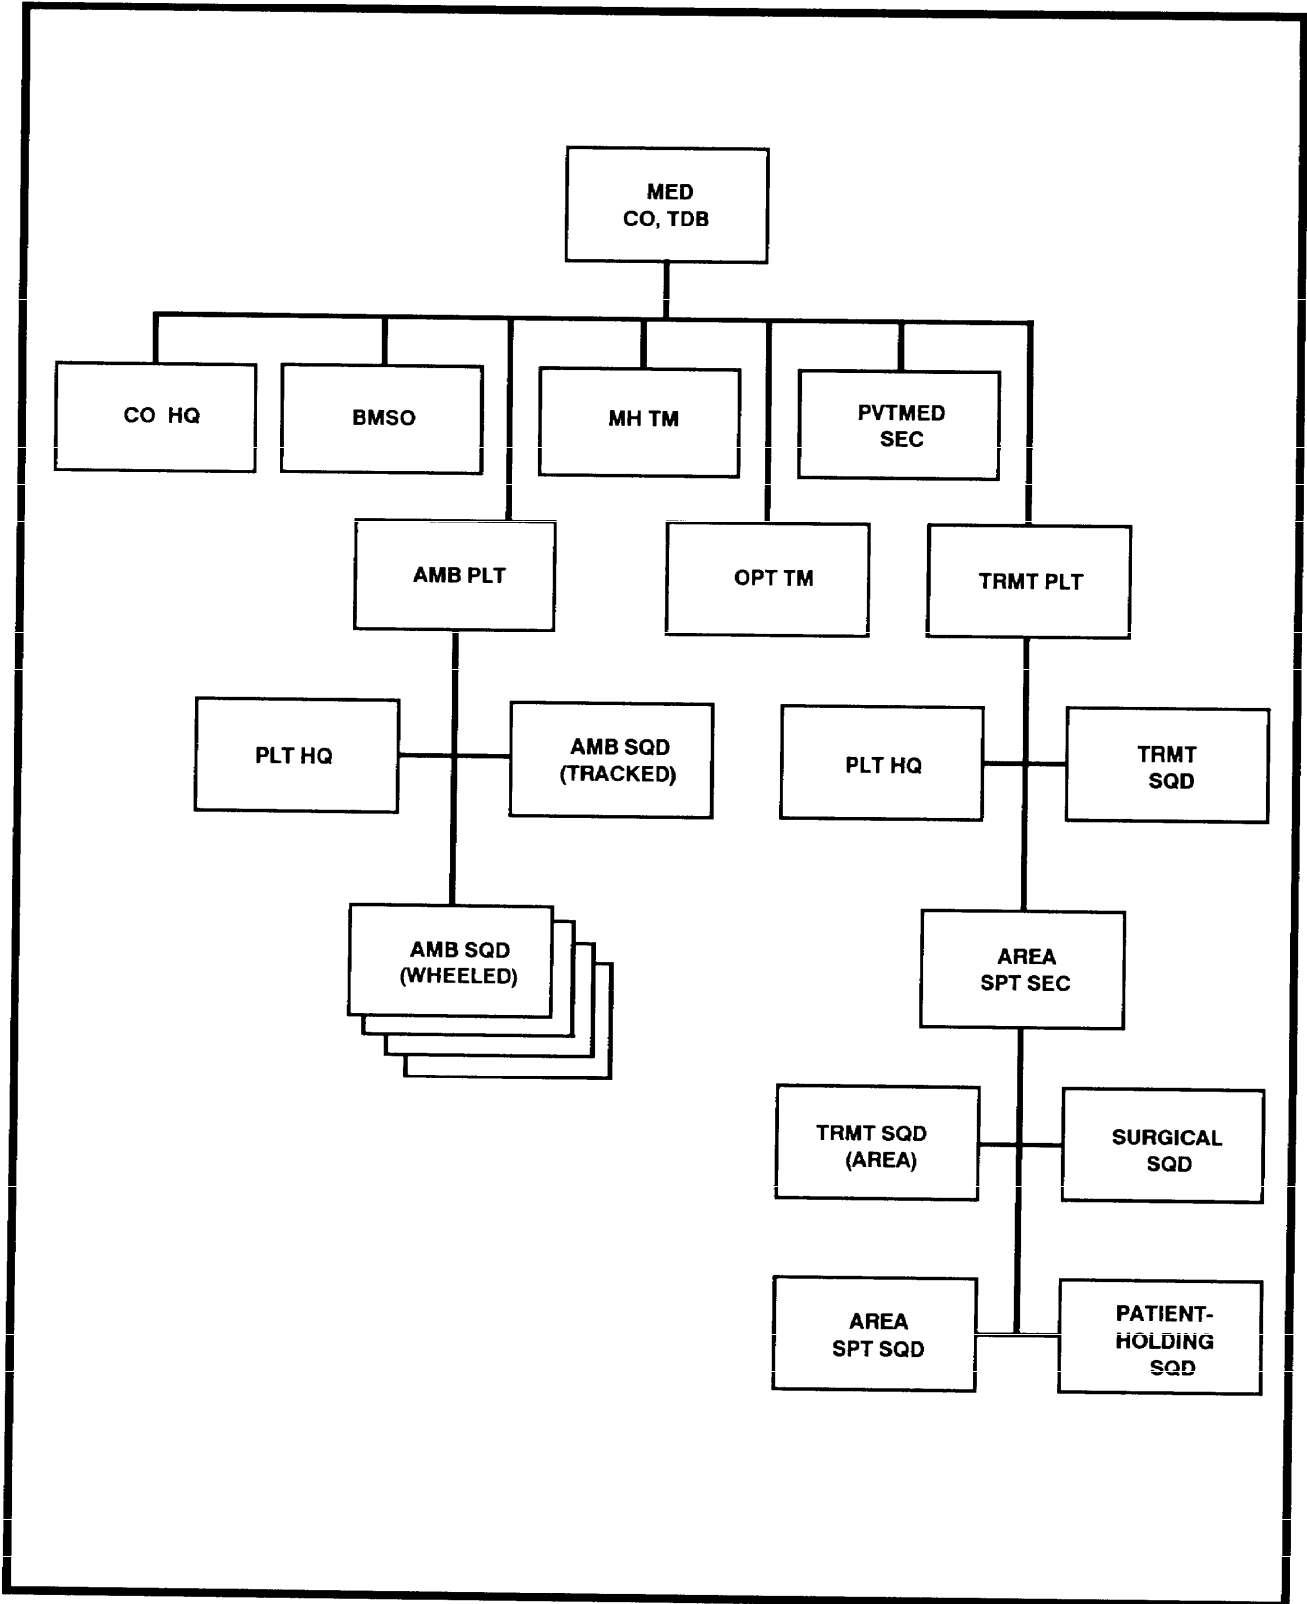 MED
CO, TDB
CO HQ
BMSO
MH TM
PVTMED
SEC
AMB PLT
OPT TM
TRMT PLT
PLT HQ
AMB SQD
(TRACKED)
PLT HQ
TRMT
SQD
AMB SQD
(WHEELED)
AREA
SPT SEC
TRMT SQD
(AREA)
SURGICAL
SQD
AREA
SPT SQD
PATIENT-
HOLDING
SQD